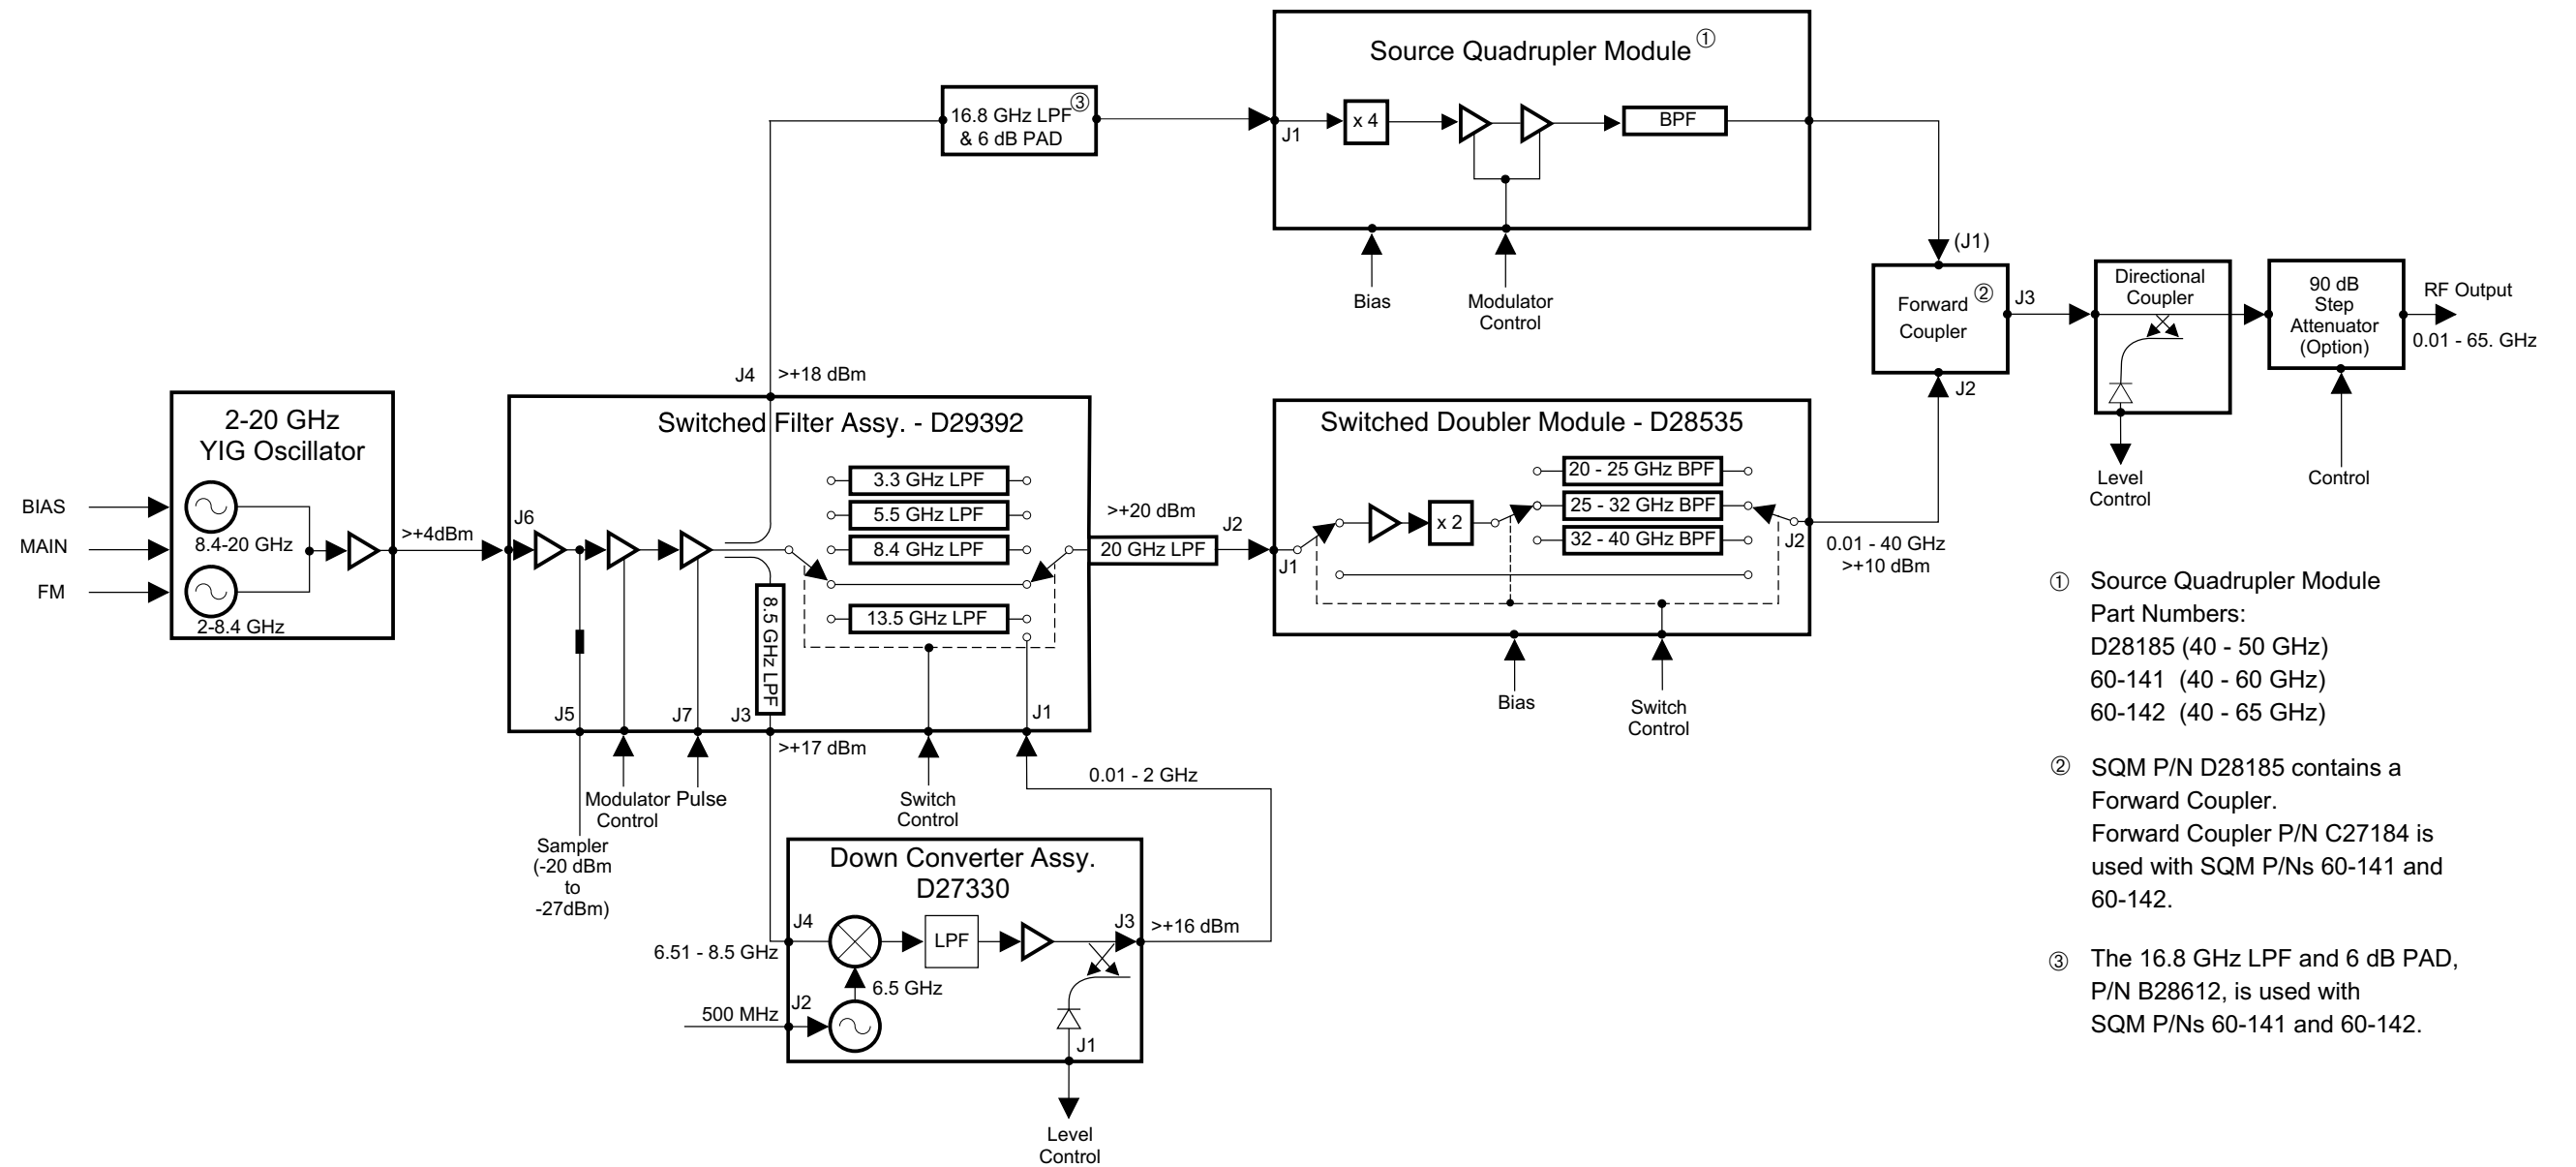 Source Quadrupler Module ①
16.8 GHz LPF ③
& 6 dB PAD
J1
x 4
BPF
Bias
Modulator
Control
(J1)
Forward ②
Coupler
J3
J2
Directional
Coupler
Level
Control
90 dB
Step
Attenuator
(Option)
Control
RF Output
0.01 - 65. GHz
2-20 GHz
YIG Oscillator
BIAS
MAIN
FM
8.4-20 GHz
2-8.4 GHz
>+4dBm
J4
>+18 dBm
Switched Filter Assy. - D29392
J6
3.3 GHz LPF
5.5 GHz LPF
8.4 GHz LPF
13.5 GHz LPF
8.5 GHz LPF
J5
J7
J3
J1
>+17 dBm
Modulator
Control
Pulse
Switch
Control
Sampler
(-20 dBm
to
-27dBm)
>+20 dBm
J2
20 GHz LPF
Switched Doubler Module - D28535
J1
x 2
20 - 25 GHz BPF
25 - 32 GHz BPF
32 - 40 GHz BPF
J2
Bias
Switch
Control
0.01 - 40 GHz
>+10 dBm
0.01 - 2 GHz
Down Converter Assy.
D27330
J4
6.51 - 8.5 GHz
LPF
J3
>+16 dBm
6.5 GHz
500 MHz
J2
J1
Level
Control
① Source Quadrupler Module
Part Numbers:
D28185 (40 - 50 GHz)
60-141 (40 - 60 GHz)
60-142 (40 - 65 GHz)
② SQM P/N D28185 contains a
Forward Coupler.
Forward Coupler P/N C27184 is
used with SQM P/Ns 60-141 and
60-142.
③ The 16.8 GHz LPF and 6 dB PAD,
P/N B28612, is used with
SQM P/Ns 60-141 and 60-142.